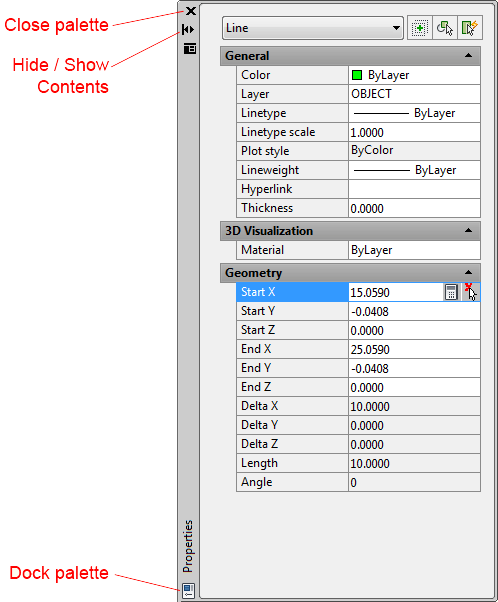 Close palette
Hide / Show
Contents
Line
General
Color ByLayer
Layer OBJECT
Linetype ByLayer
Linetype scale 1.0000
Plot style ByColor
Lineweight ByLayer
Hyperlink
Thickness 0.0000
3D Visualization
Material ByLayer
Geometry
Start X 15.0590
Start Y -0.0408
Start Z 0.0000
End X 25.0590
End Y -0.0408
End Z 0.0000
Delta X 10.0000
Delta Y 0.0000
Delta Z 0.0000
Length 10.0000
Angle 0
Properties
Dock palette